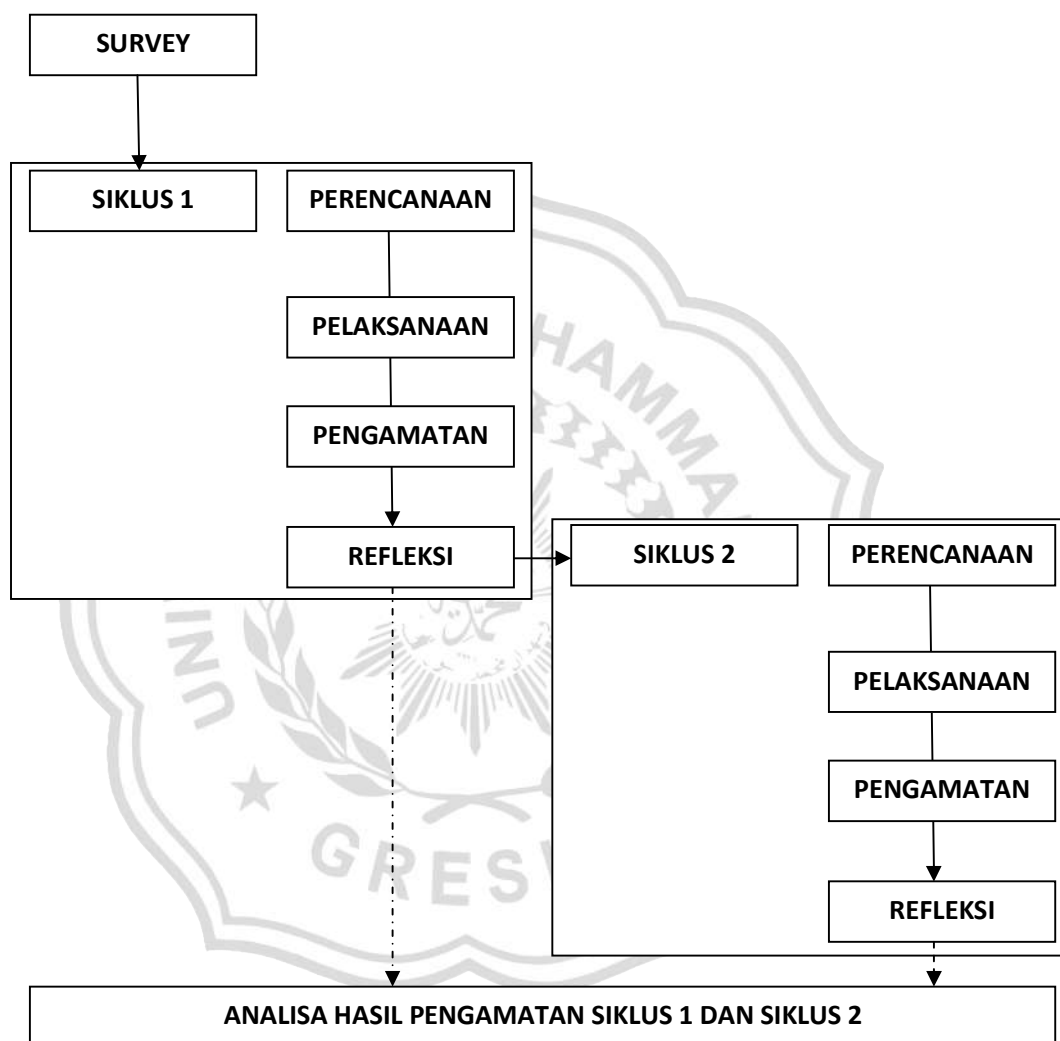 SURVEY
SIKLUS 1
PERENCANAAN
PELAKSANAAN
PENGAMATAN
REFLEKSI
SIKLUS 2
PERENCANAAN
PELAKSANAAN
PENGAMATAN
REFLEKSI
ANALISA HASIL PENGAMATAN SIKLUS 1 DAN SIKLUS 2